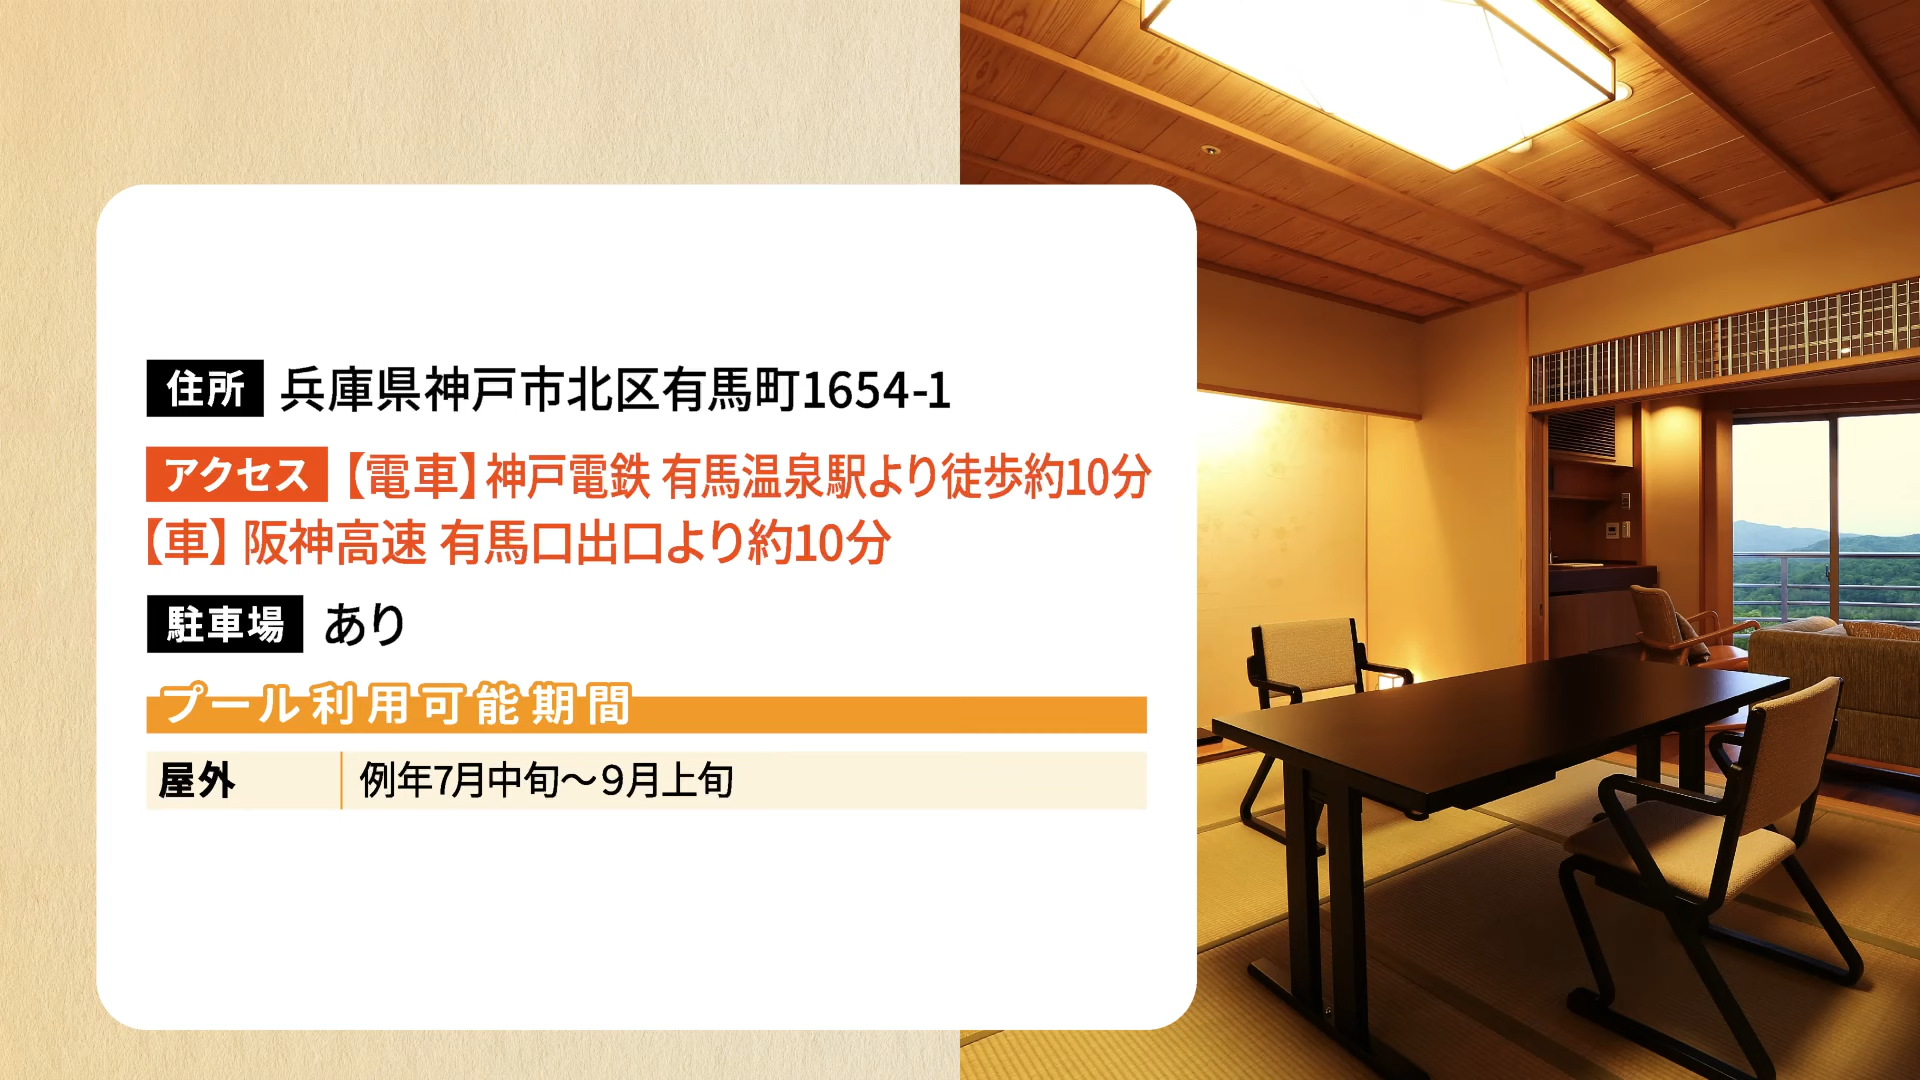 住所 兵庫県神戸市北区有馬町1654-1
アクセス 【電車】神戸電鉄 有馬温泉駅より徒歩約10分
【車】阪神高速 有馬口出口より約10分
駐車場 あり
プール利用可能期間
屋外 例年7月中旬〜9月上旬